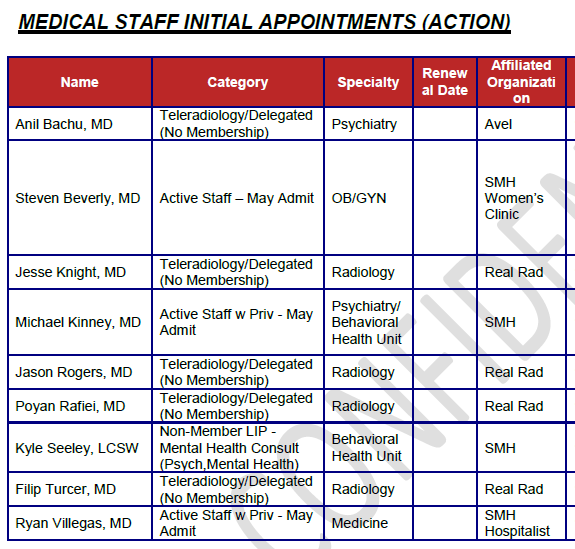 MEDICAL STAFF INITIAL APPOINTMENTS (ACTION)
Name Category Specialty Renew al Date Affiliated Organizati on
Anil Bachu, MD Teleradiology/Delegated (No Membership) Psychiatry Avel
Steven Beverly, MD Active Staff – May Admit OB/GYN SMH Women's Clinic
Jesse Knight, MD Teleradiology/Delegated (No Membership) Radiology Real Rad
Michael Kinney, MD Active Staff w Priv - May Admit Psychiatry/ Behavioral Health Unit SMH
Jason Rogers, MD Teleradiology/Delegated (No Membership) Radiology Real Rad
Poyan Rafiei, MD Teleradiology/Delegated (No Membership) Radiology Real Rad
Kyle Seeley, LCSW Non-Member LIP - Mental Health Consult (Psych,Mental Health) Behavioral Health Unit SMH
Filip Turcer, MD Teleradiology/Delegated (No Membership) Radiology Real Rad
Ryan Villegas, MD Active Staff w Priv - May Admit Medicine SMH Hospitalist
CONFIDEN